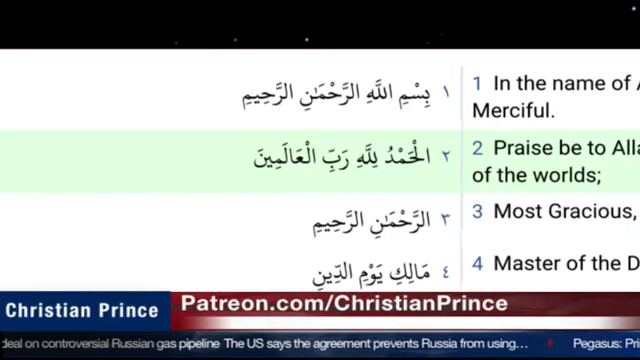 ١ بِسْمِ اللَّهِ الرَّحْمَٰنِ الرَّحِيمِ
1 In the name of
Merciful.
٢ الْحَمْدُ لِلَّهِ رَبِّ الْعَالَمِينَ
2 Praise be to Alla
of the worlds;
٣ الرَّحْمَٰنِ الرَّحِيمِ
3 Most Gracious,
٤ مَالِكِ يَوْمِ الدِّينِ
4 Master of the D
Christian Prince
Patreon.com/ChristianPrince
deal on controversial Russian gas pipeline The US says the agreement prevents Russia from using... Pegasus: Pri